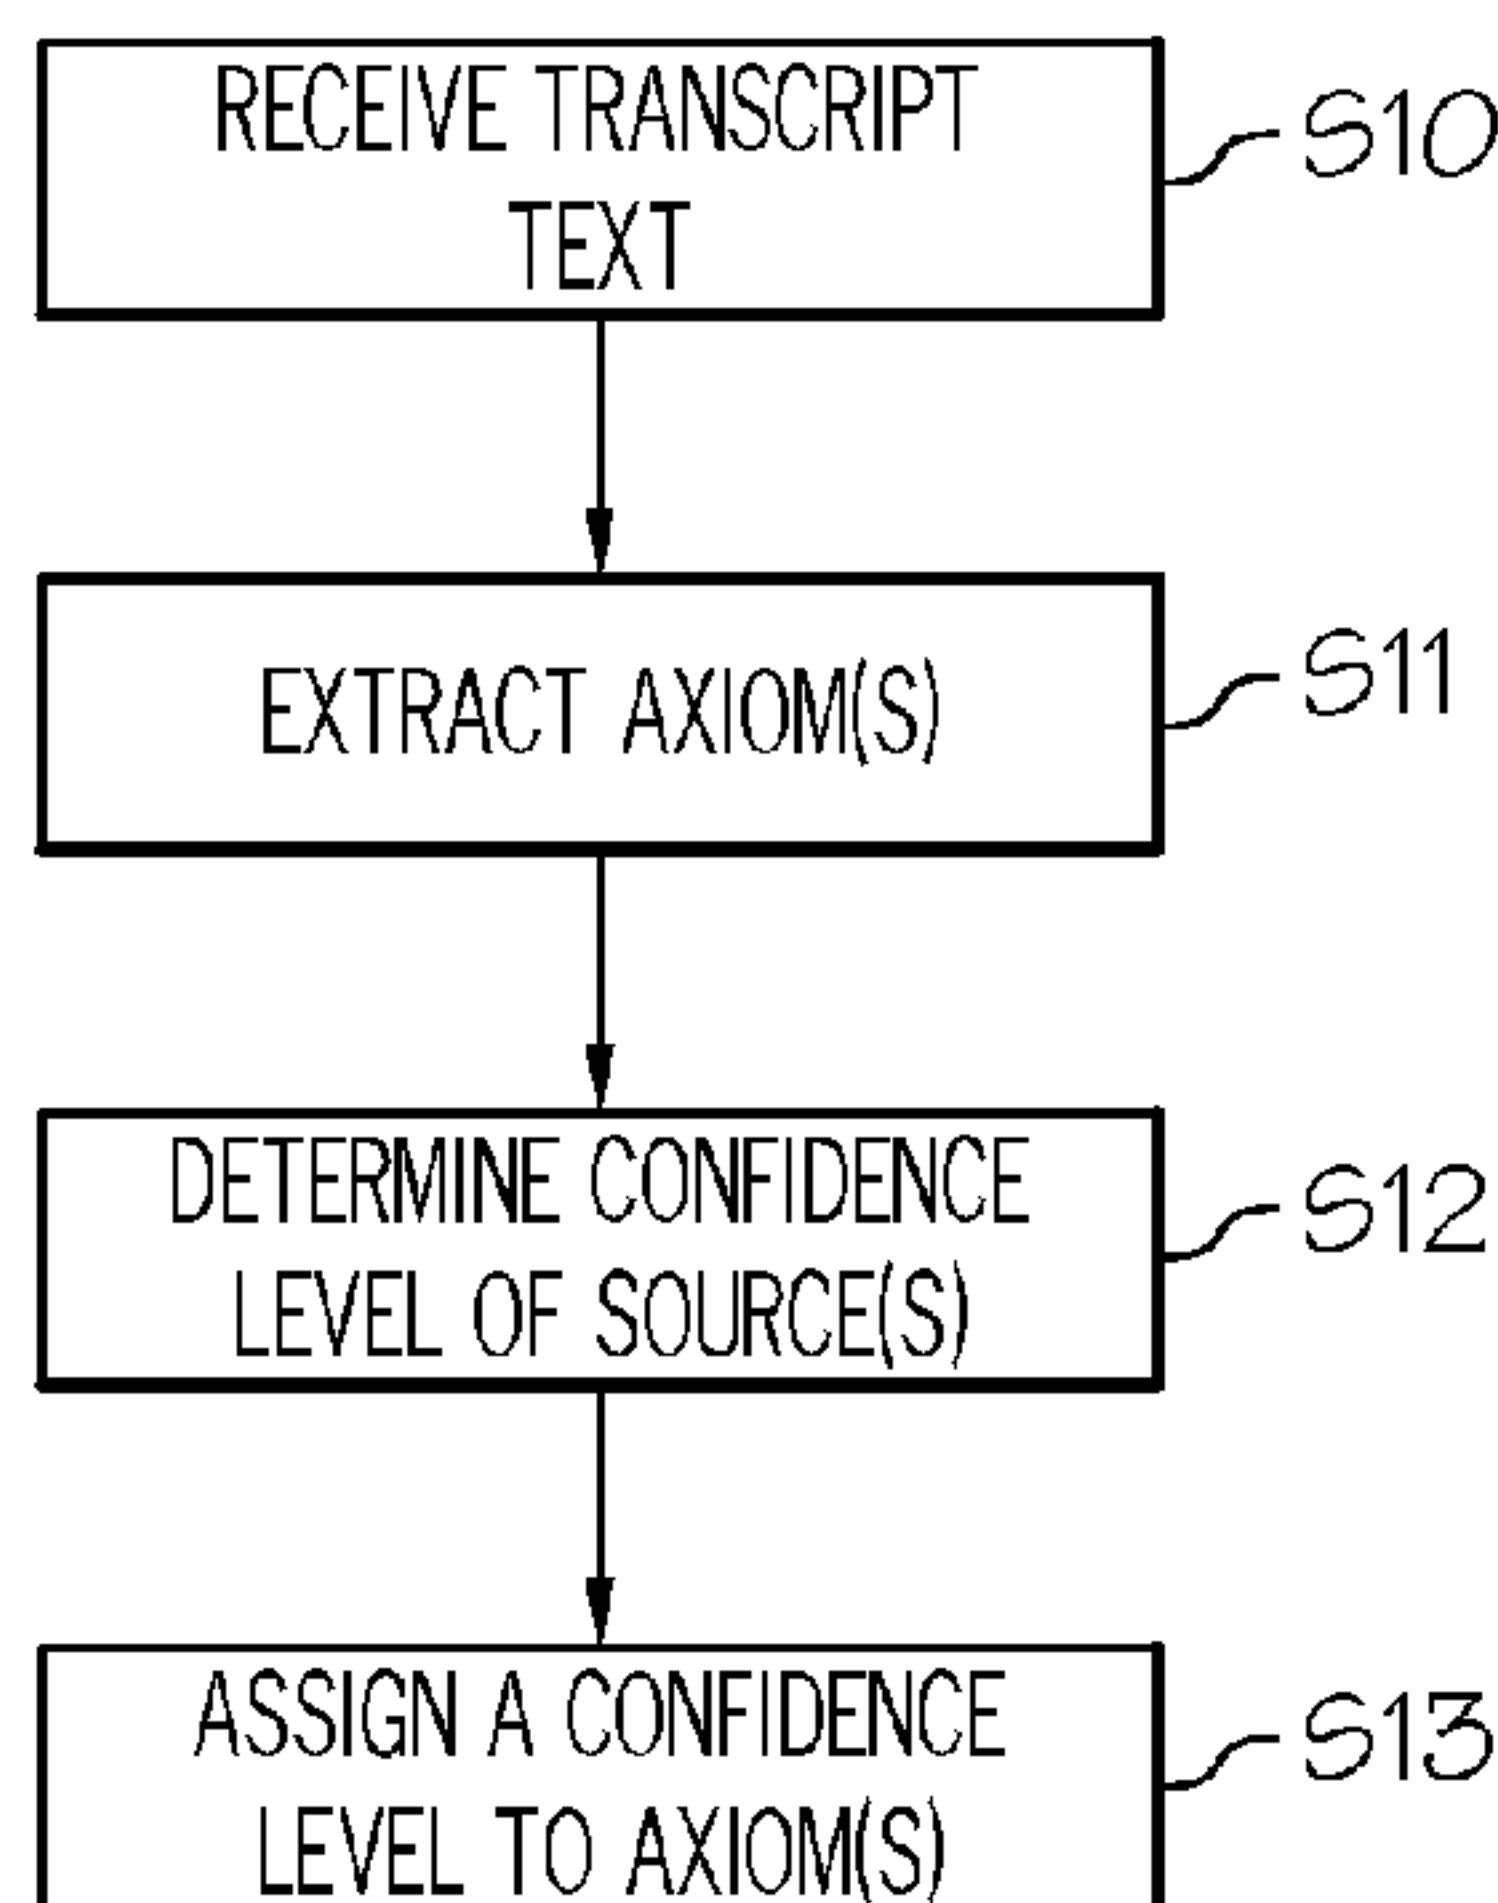 RECEIVE TRANSCRIPT
TEXT
S10
EXTRACT AXIOM(S)
S11
DETERMINE CONFIDENCE
LEVEL OF SOURCE(S)
S12
ASSIGN A CONFIDENCE
LEVEL TO AXIOM(S)
S13